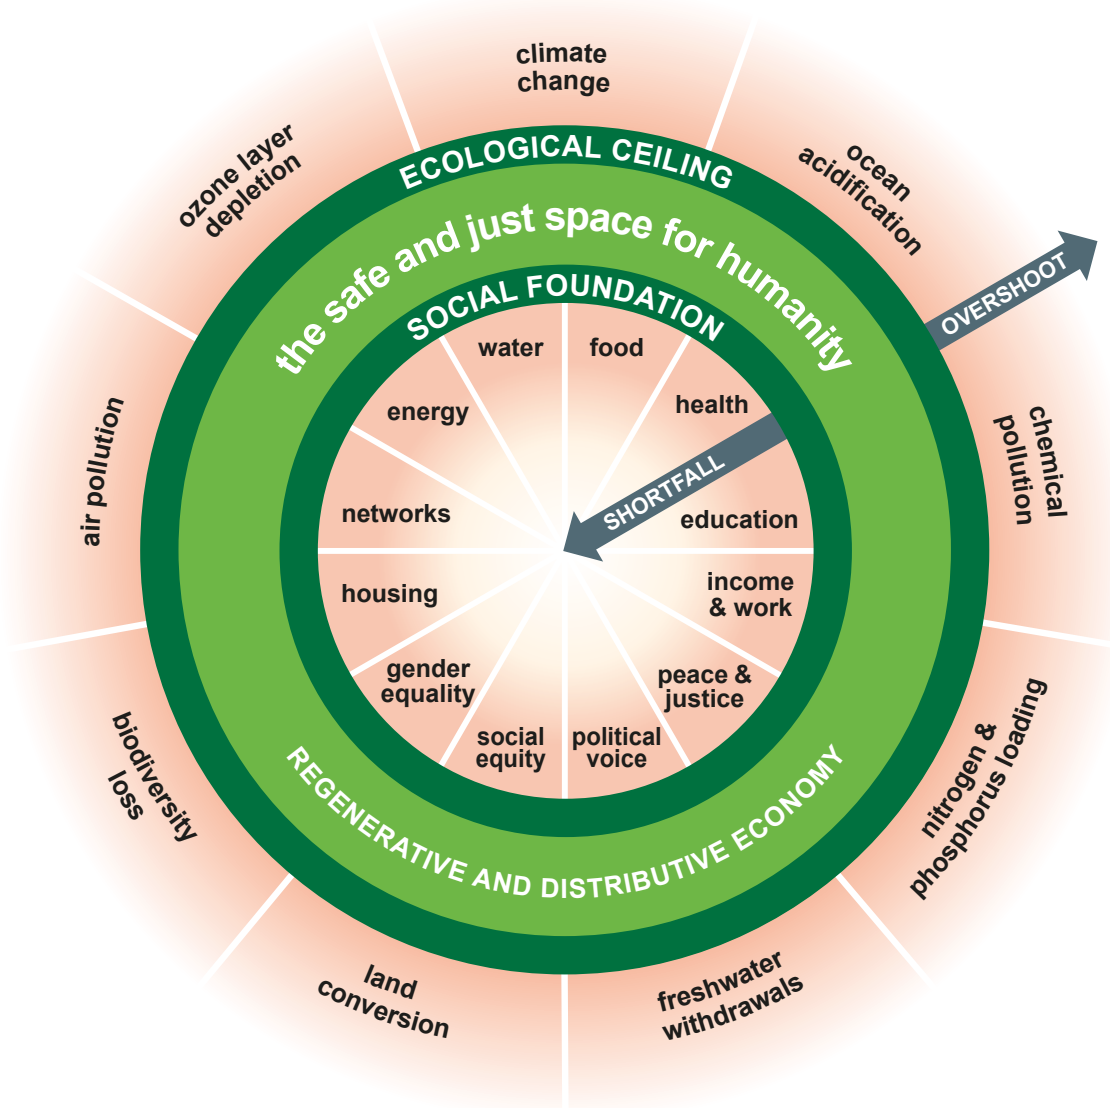 climate
change
ocean
acidification
OVERSHOOT
chemical
pollution
nitrogen &
phosphorus loading
freshwater
withdrawals
land
conversion
biodiversity
loss
air pollution
ozone layer
depletion
ECOLOGICAL CEILING
the safe and just space for humanity
SOCIAL FOUNDATION
water
food
health
SHORTFALL
education
income
& work
peace &
justice
political
voice
social
equity
gender
equality
housing
networks
energy
REGENERATIVE AND DISTRIBUTIVE ECONOMY